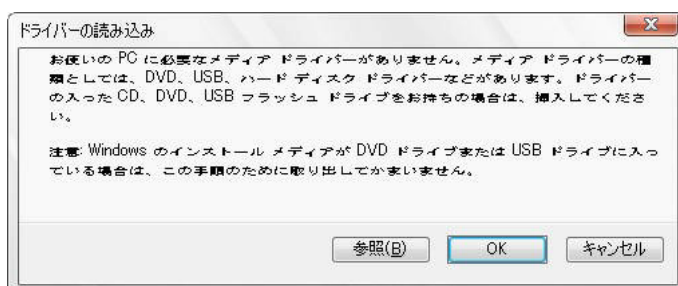 ドライバーの読み込み
お使いの PC に必要なメディア ドライバーがありません。メディア ドライバーの種
類としては、DVD、USB、ハード ディスク ドライバーなどがあります。ドライバー
の入った CD、DVD、USB フラッシュ ドライブをお持ちの場合は、挿入してくださ
い。
注意: Windows のインストール メディアが DVD ドライブまたは USB ドライブに入っ
ている場合は、この手順のために取り出してかまいません。
参照(B) OK キャンセル